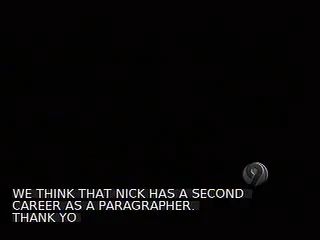 WE THINK THAT NICK HAS A SECOND
CAREER AS A PARAGRAPHER.
THANK YO